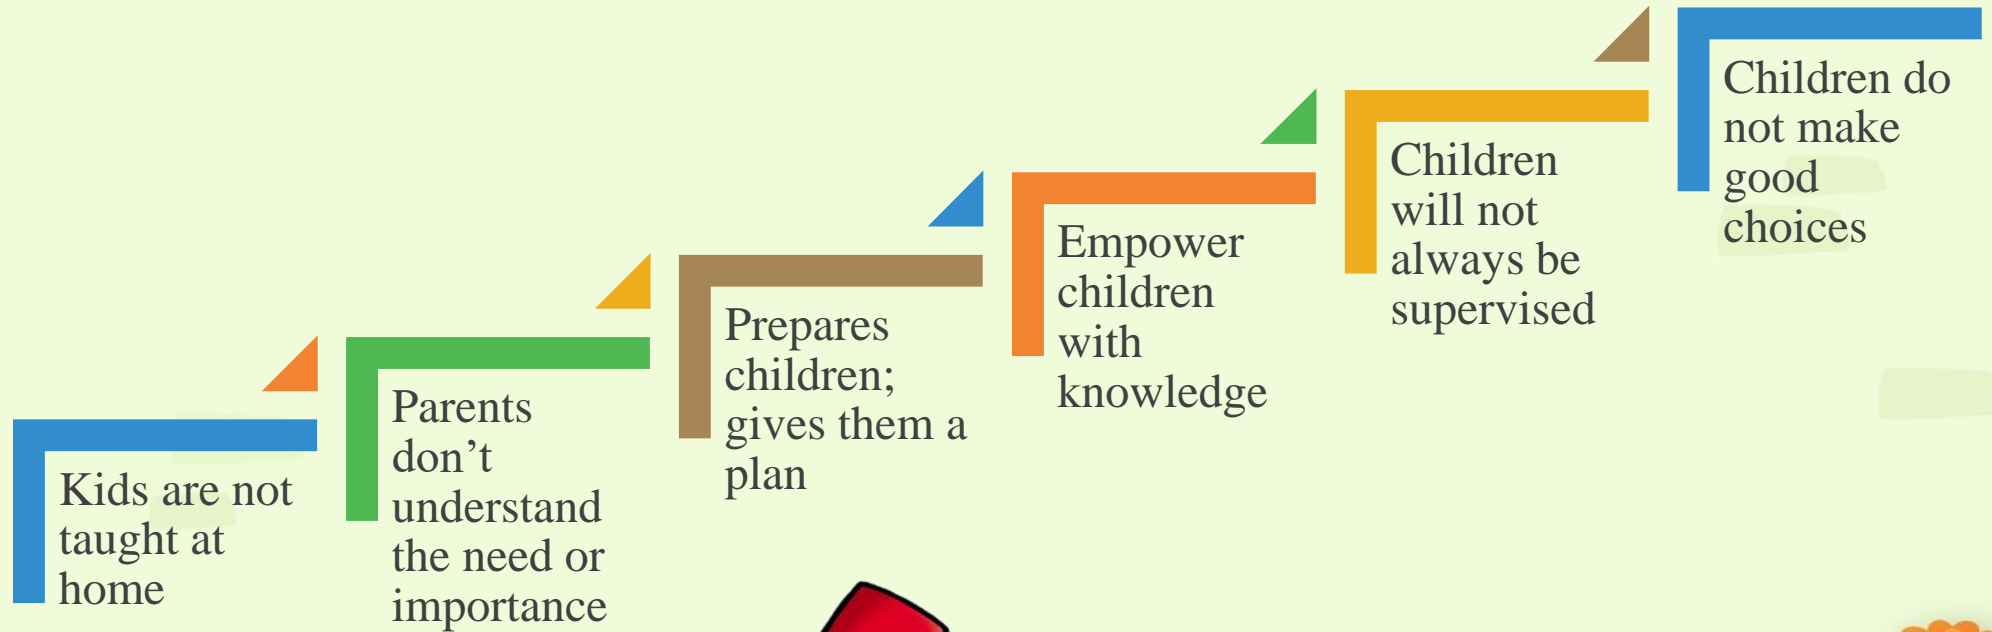 Kids are not
taught at
home
Parents
don’t
understand
the need or
importance
Prepares
children;
gives them a
plan
Empower
children
with
knowledge
Children
will not
always be
supervised
Children do
not make
good
choices